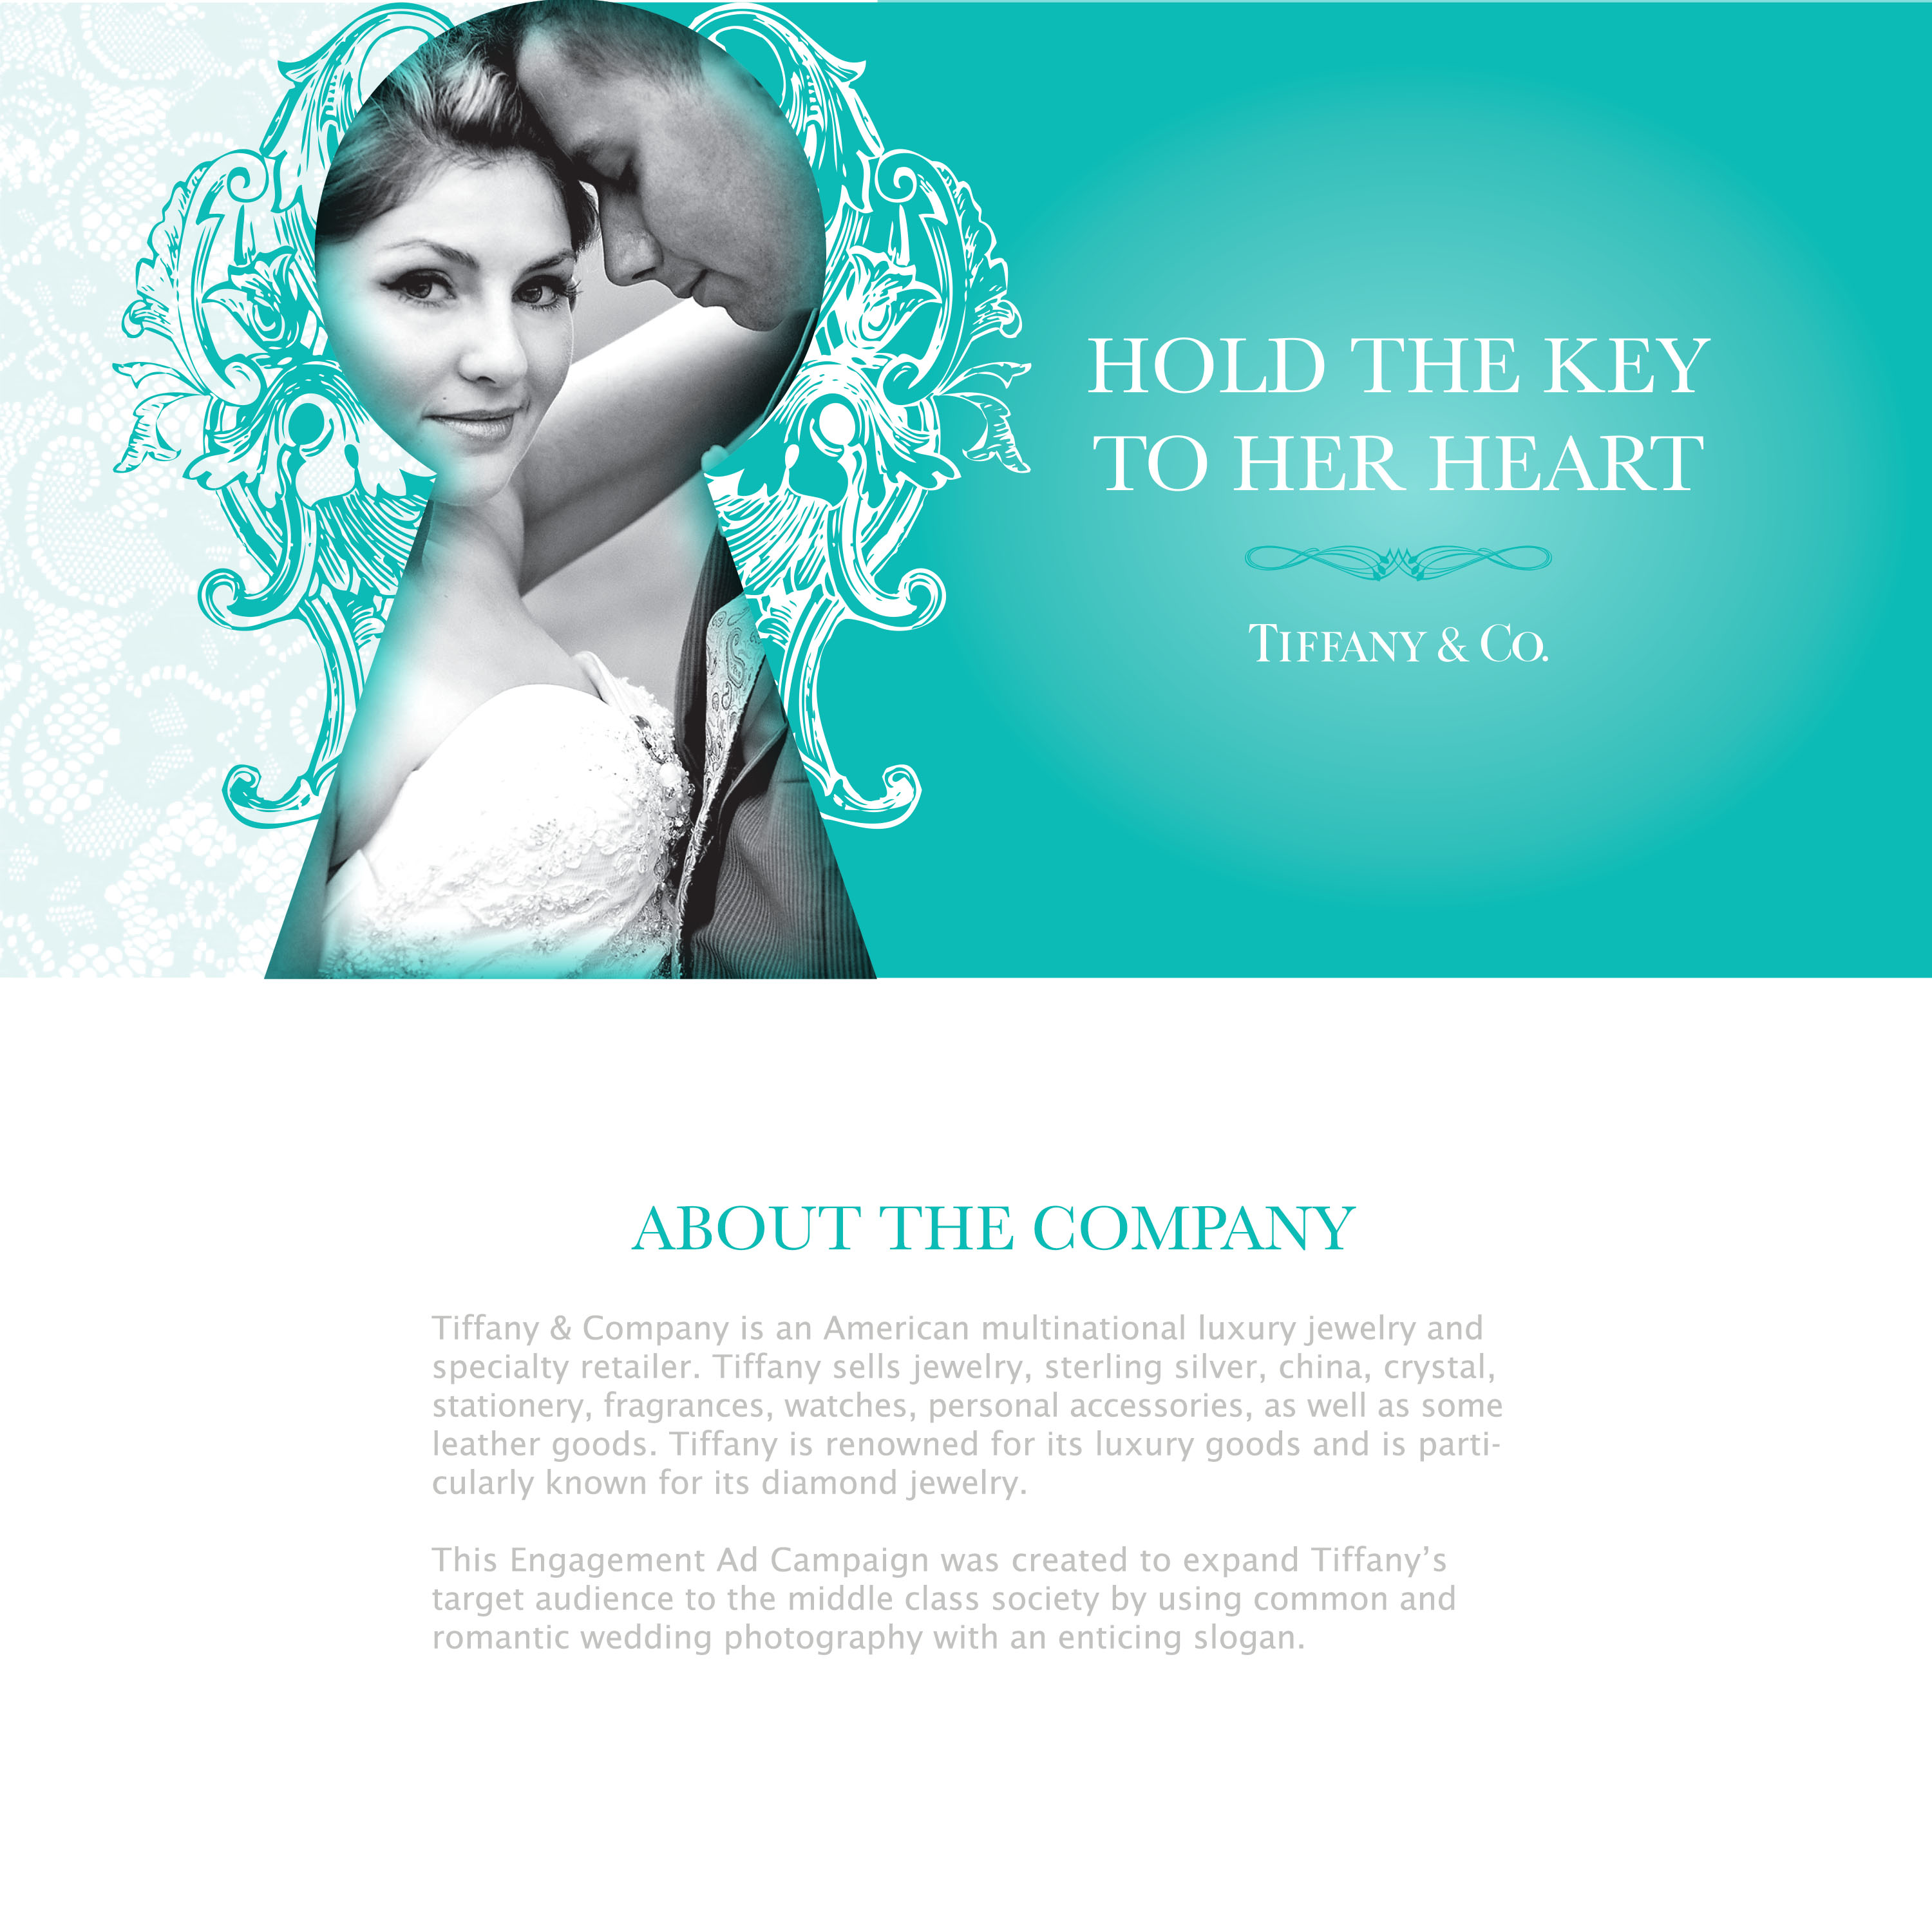 HOLD THE KEY
TO HER HEART
TIFFANY & CO.
ABOUT THE COMPANY
Tiffany & Company is an American multinational luxury jewelry and
specialty retailer. Tiffany sells jewelry, sterling silver, china, crystal,
stationery, fragrances, watches, personal accessories, as well as some
leather goods. Tiffany is renowned for its luxury goods and is parti-
cularly known for its diamond jewelry.
This Engagement Ad Campaign was created to expand Tiffany’s
target audience to the middle class society by using common and
romantic wedding photography with an enticing slogan.